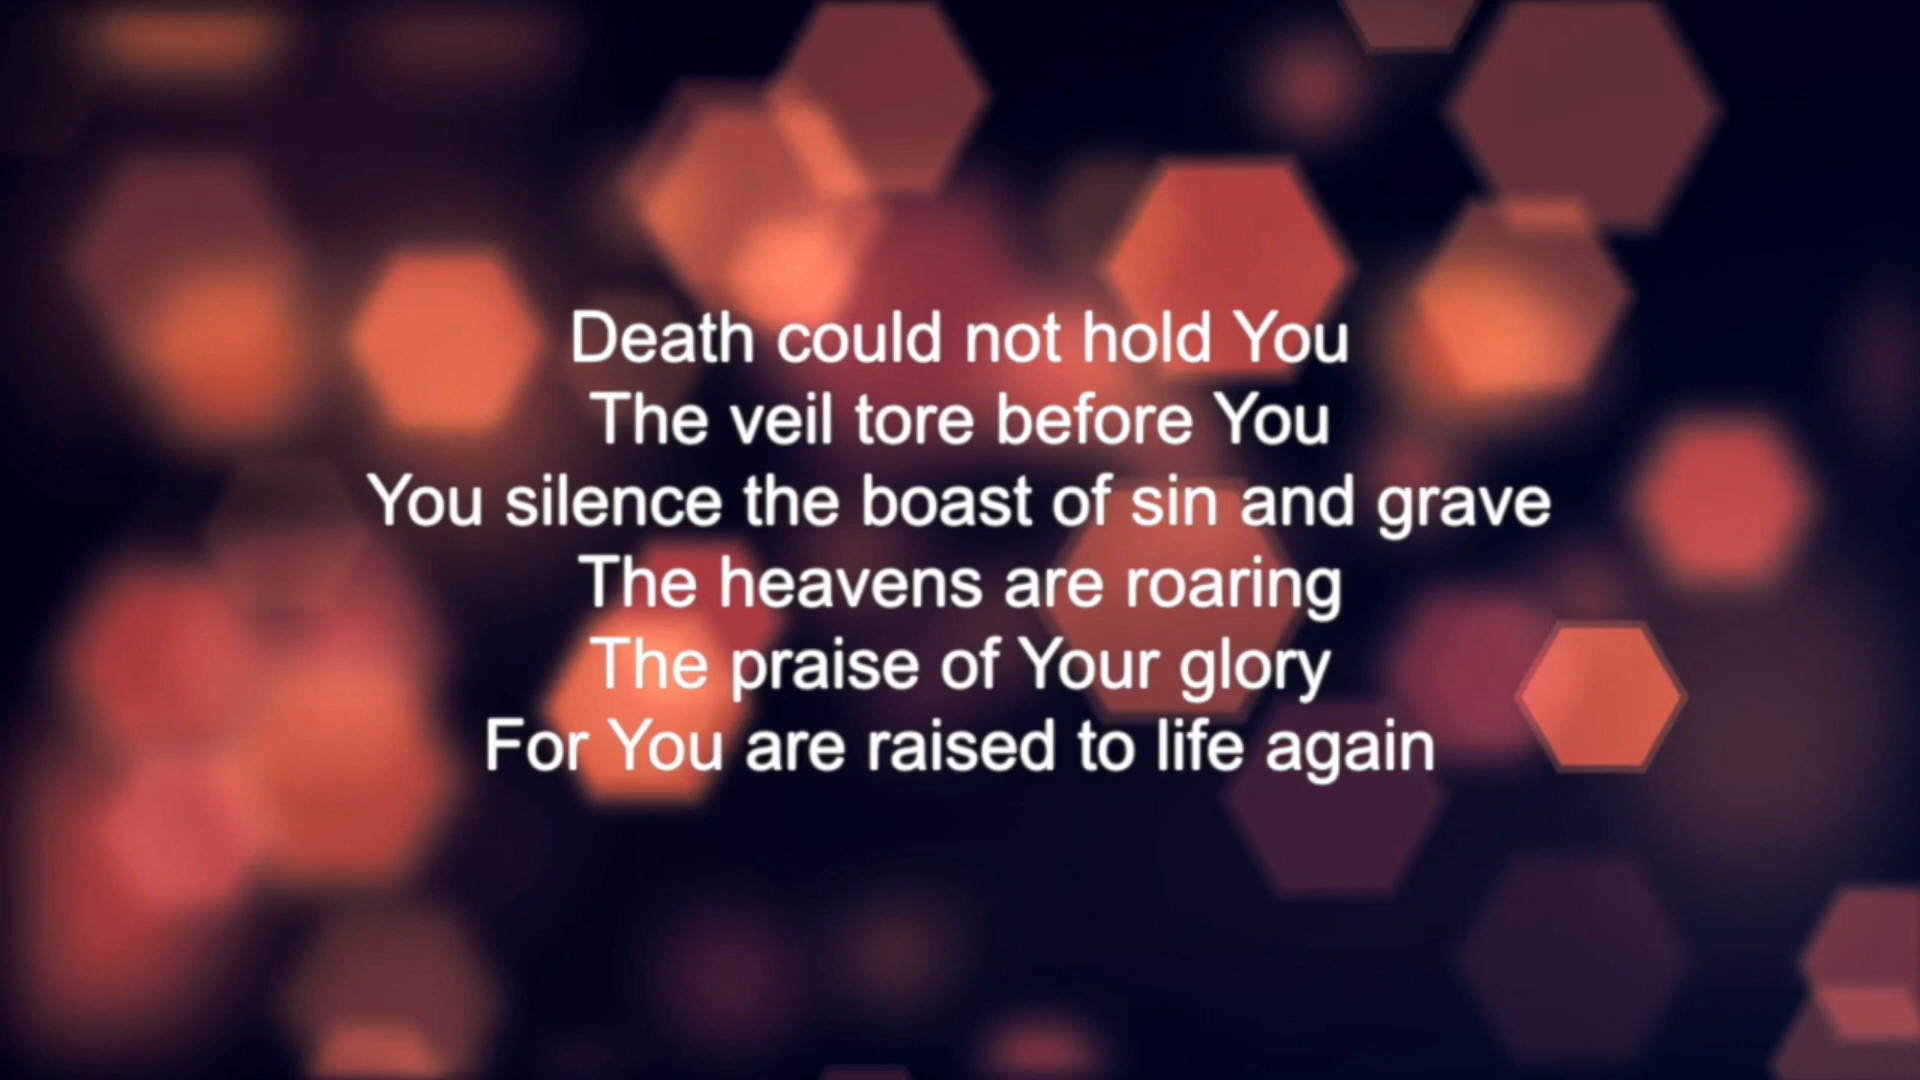 Death could not hold You
The veil tore before You
You silence the boast of sin and grave
The heavens are roaring
The praise of Your glory
For You are raised to life again